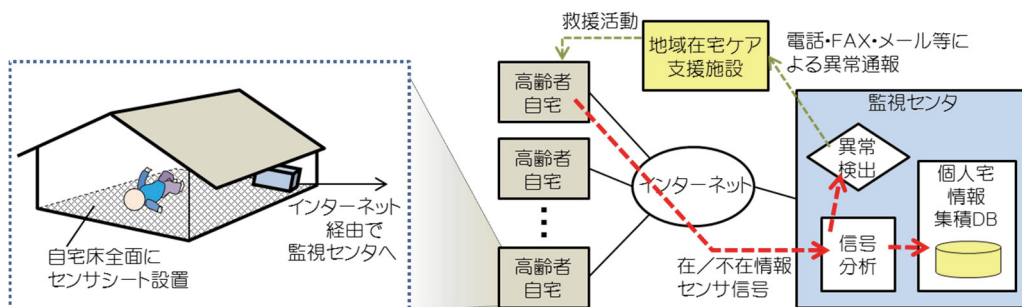 自宅床全面に
センサシート設置
インターネット
経由で
監視センタへ
救援活動
地域在宅ケア
支援施設
電話・FAX・メール等に
よる異常通報
高齢者
自宅
高齢者
自宅
高齢者
自宅
インターネット
在／不在情報
センサ信号
監視センタ
異常
検出
信号
分析
個人宅
情報
集積DB